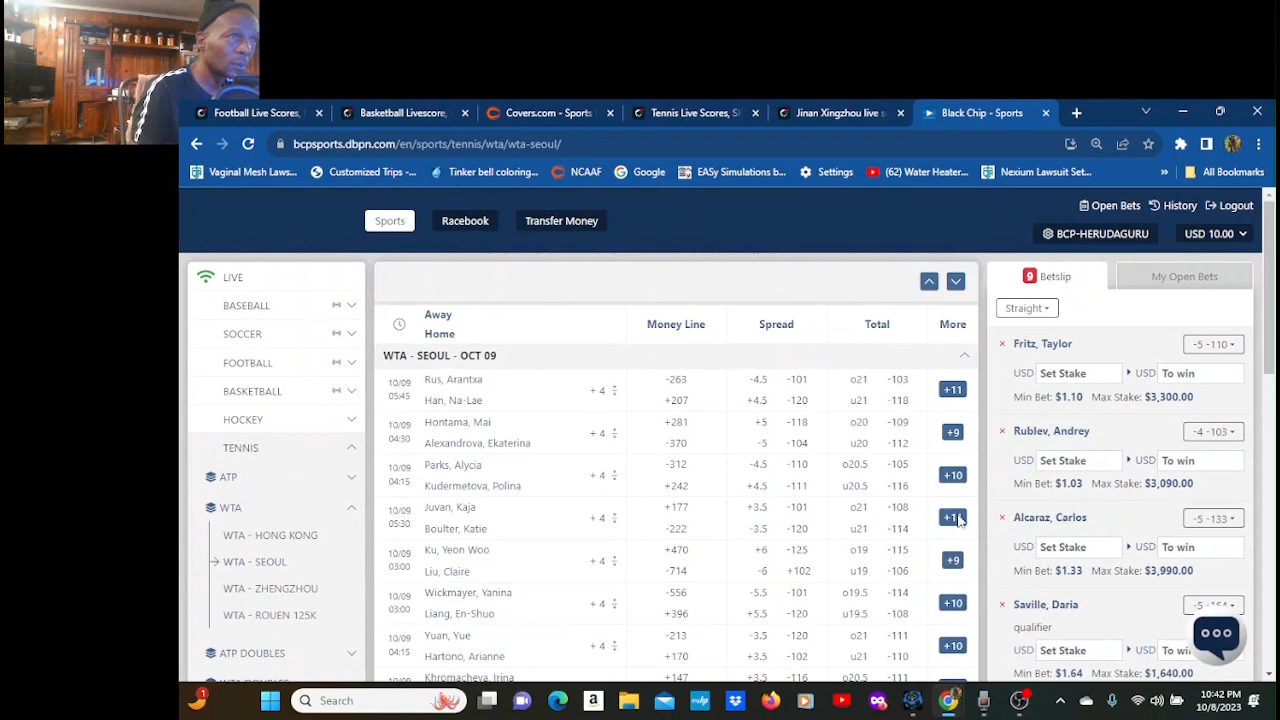 Football Live Scores,
Basketball Livescore,
Covers.com - Sports
Tennis Live Scores, S
Jinan Xingzhou live s
Black Chip - Sports
bcpsports.dbpn.com/en/sports/tennis/wta/wta-seoul/
Vaginal Mesh Laws...
Customized Trips -...
Tinker bell coloring...
NCAAF
Google
EASy Simulations b...
Settings
(62) Water Heater...
Nexium Lawsuit Set...
»
All Bookmarks
Open Bets History Logout
Sports Racebook Transfer Money
BCP-HERUDAGURU USD 10.00
LIVE
BASEBALL
SOCCER
FOOTBALL
BASKETBALL
HOCKEY
TENNIS
ATP
WTA
WTA - HONG KONG
WTA - SEOUL
WTA - ZHENGZHOU
WTA - ROUEN 125K
ATP DOUBLES
Away
Home
Money Line Spread Total More
WTA - SEOUL - OCT 09
10/09 05:45
Rus, Arantxa -263 -4.5 -101 o21 -103
+ 4 +11
Han, Na-Lae +207 +4.5 -120 u21 -118
10/09 04:30
Hontama, Mai +281 +5 -118 o20 -109
+ 4 +9
Alexandrova, Ekaterina -370 -5 -104 u20 -112
10/09 04:15
Parks, Alycia -312 -4.5 -110 o20.5 -105
+ 4 +10
Kudermetova, Polina +242 +4.5 -111 u20.5 -116
10/09 05:30
Juvan, Kaja +177 +3.5 -101 o21 -108
+ 4
Boulter, Katie -222 -3.5 -120 u21 -114
10/09 03:00
Ku, Yeon Woo +470 +6 -125 o19 -115
+ 4 +9
Liu, Claire -714 -6 +102 u19 -106
10/09 03:00
Wickmayer, Yanina -556 -5.5 -120 o19.5 -114
+ 4 +10
Liang, En-Shuo +396 +5.5 -120 u19.5 -108
10/09 04:15
Yuan, Yue -213 -3.5 -120 o21 -111
+ 4 +10
Hartono, Arianne +170 +3.5 -102 u21 -110
Khromacheva, Irina +147 +3.5 -116 o20.5 -111
9 Betslip My Open Bets
Straight
Fritz, Taylor -5 -110
USD Set Stake USD To win
Min Bet: $1.10 Max Stake: $3,300.00
Rublev, Andrey -4 -103
USD Set Stake USD To win
Min Bet: $1.03 Max Stake: $3,090.00
Alcaraz, Carlos -5 -133
USD Set Stake USD To win
Min Bet: $1.33 Max Stake: $3,990.00
Saville, Daria -5 -164
qualifier
USD Set Stake USD To
Min Bet: $1.64 Max Stake: $1,640.00
1
Search
10:42 PM
10/8/2023